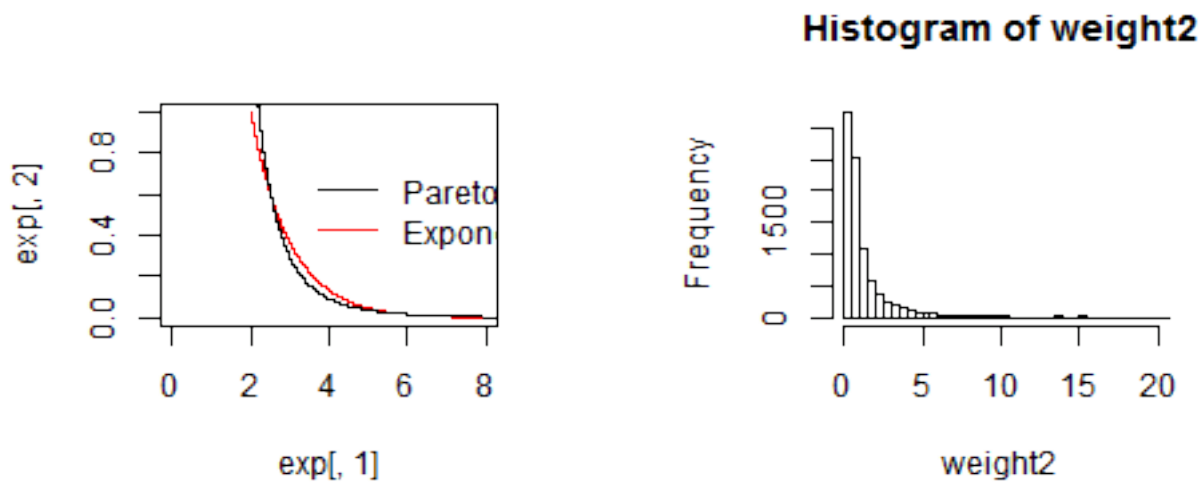 Histogram of weight2
exp[, 2]
0.0 0.4 0.8
Pareto
Expon
0 2 4 6 8
exp[, 1]
Frequency
0 1500
0 5 10 15 20
weight2